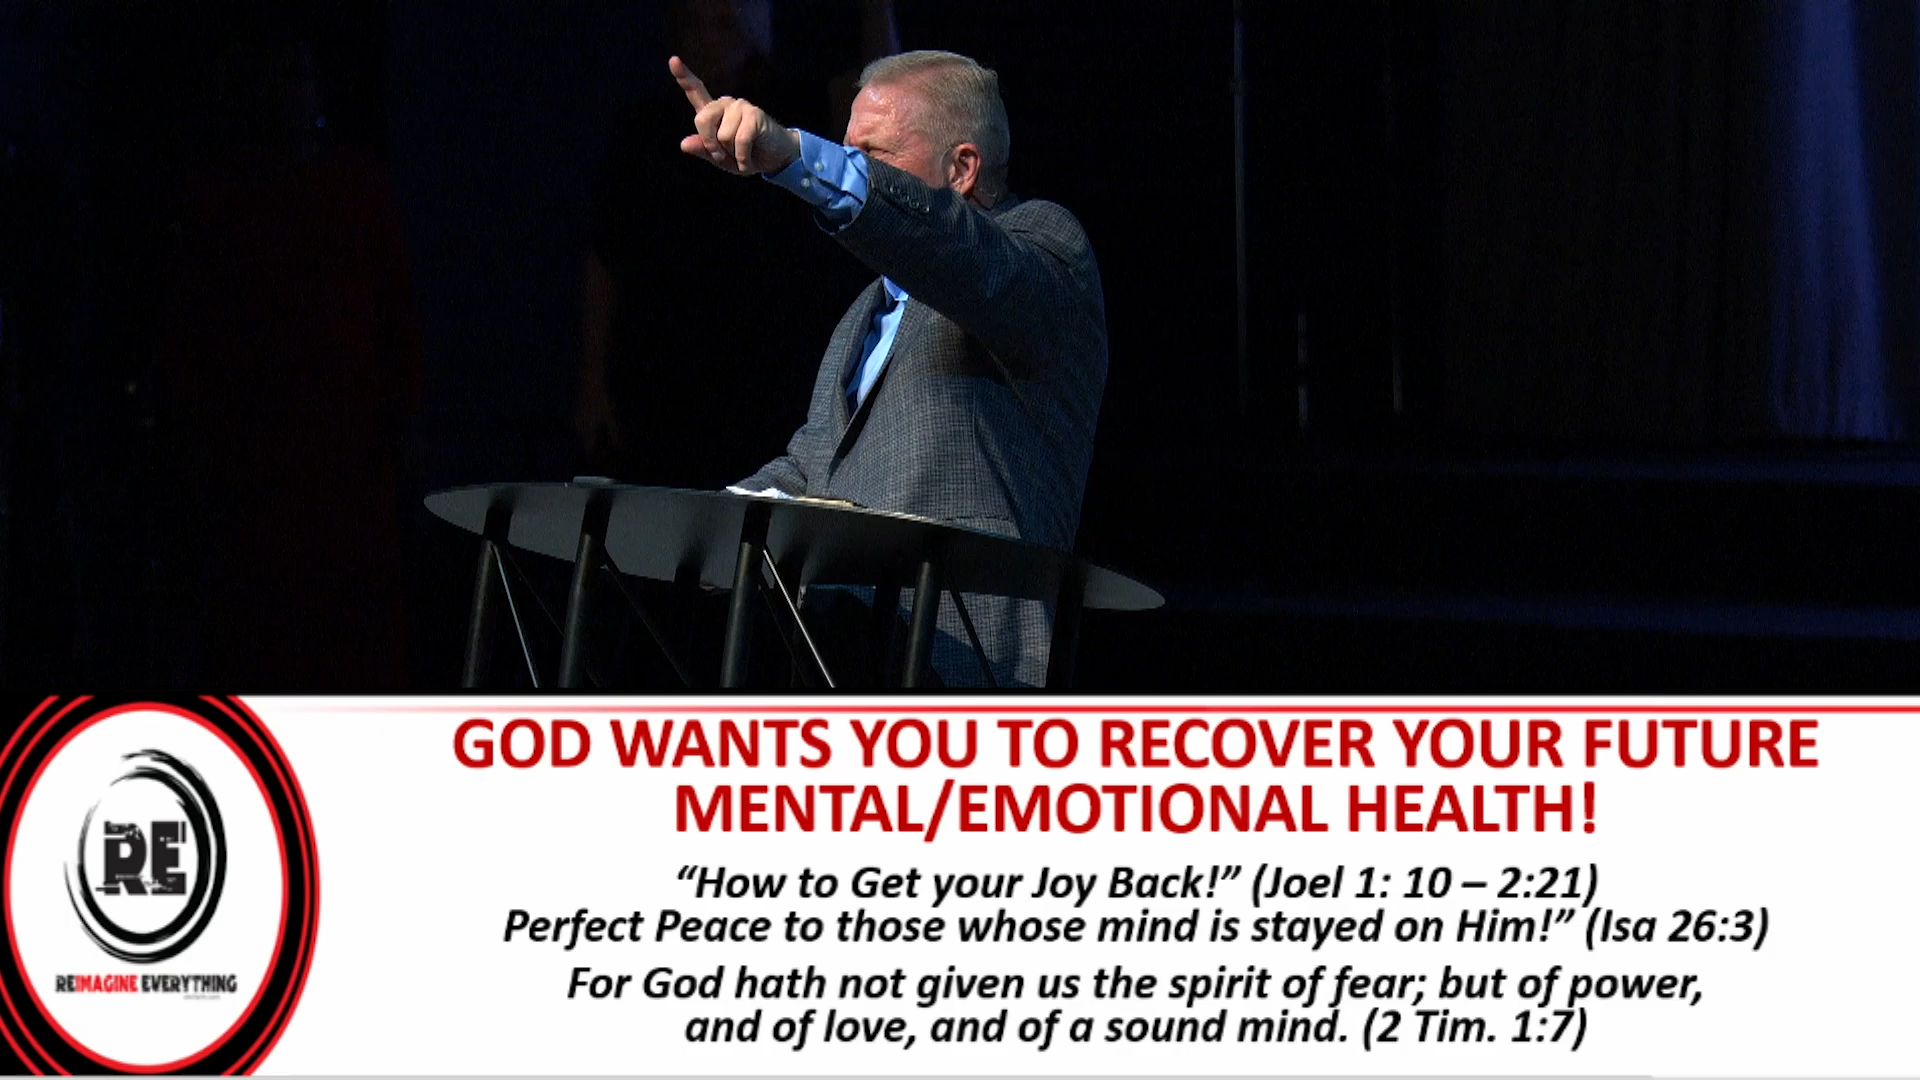 GOD WANTS YOU TO RECOVER YOUR FUTURE
MENTAL/EMOTIONAL HEALTH!
“How to Get your Joy Back!” (Joel 1: 10 – 2:21)
Perfect Peace to those whose mind is stayed on Him!” (Isa 26:3)
For God hath not given us the spirit of fear; but of power,
and of love, and of a sound mind. (2 Tim. 1:7)
RE
REIMAGINE EVERYTHING